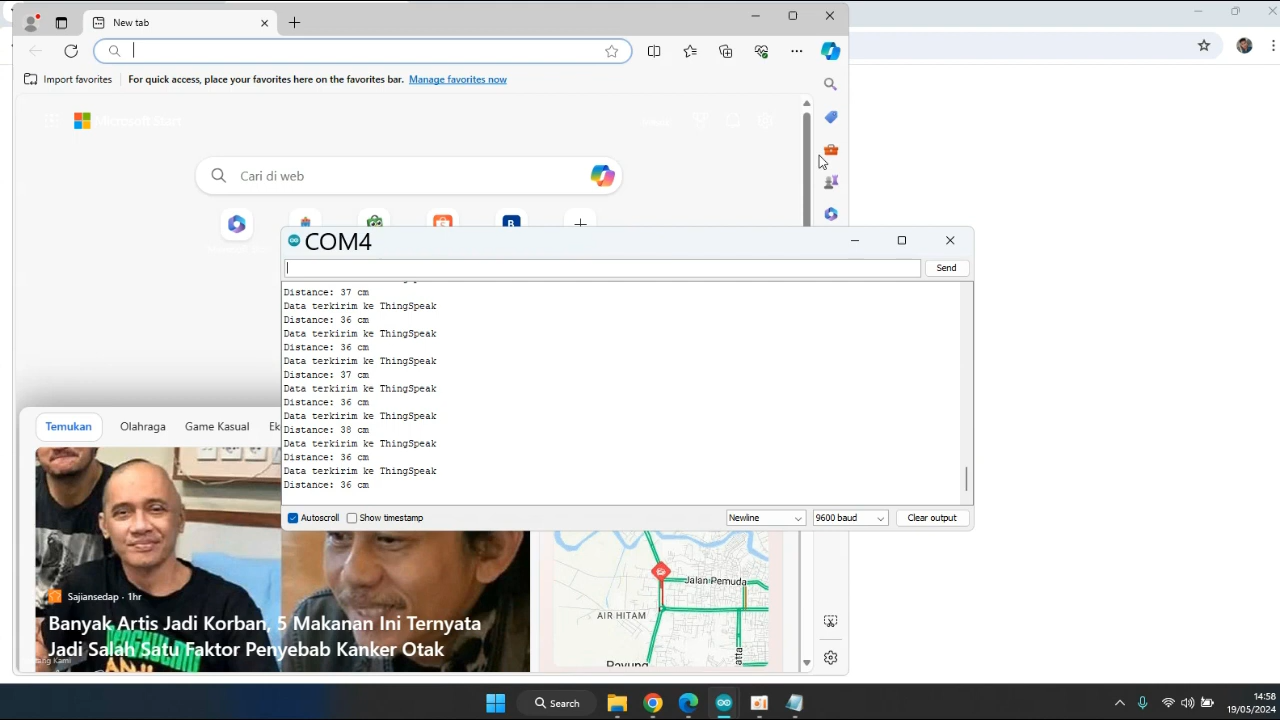 New tab
Import favorites
For quick access, place your favorites here on the favorites bar. Manage favorites now
Microsoft Start
Cari di web
COM4
Send
Distance: 37 cm
Data terkirim ke ThingSpeak
Distance: 36 cm
Data terkirim ke ThingSpeak
Distance: 36 cm
Data terkirim ke ThingSpeak
Distance: 37 cm
Data terkirim ke ThingSpeak
Distance: 36 cm
Data terkirim ke ThingSpeak
Distance: 38 cm
Data terkirim ke ThingSpeak
Distance: 36 cm
Data terkirim ke ThingSpeak
Distance: 36 cm
Autoscroll
Show timestamp
Newline
9600 baud
Clear output
Temukan
Olahraga
Game Kasual
Ek
Sajiansedap · 1hr
Banyak Artis Jadi Korban, 5 Makanan Ini Ternyata
Jadi Salah Satu Faktor Penyebab Kanker Otak
Jalan Pemuda
AIR HITAM
Payung
atta
Search
14:58
19/05/2024